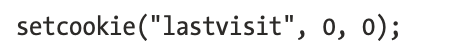 setcookie("lastvisit", 0, 0);